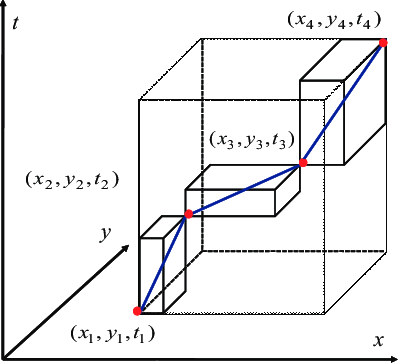 (x₄, y₄, t₄)
t
(x₃, y₃, t₃)
(x₂, y₂, t₂)
y
x
(x₁, y₁, t₁)